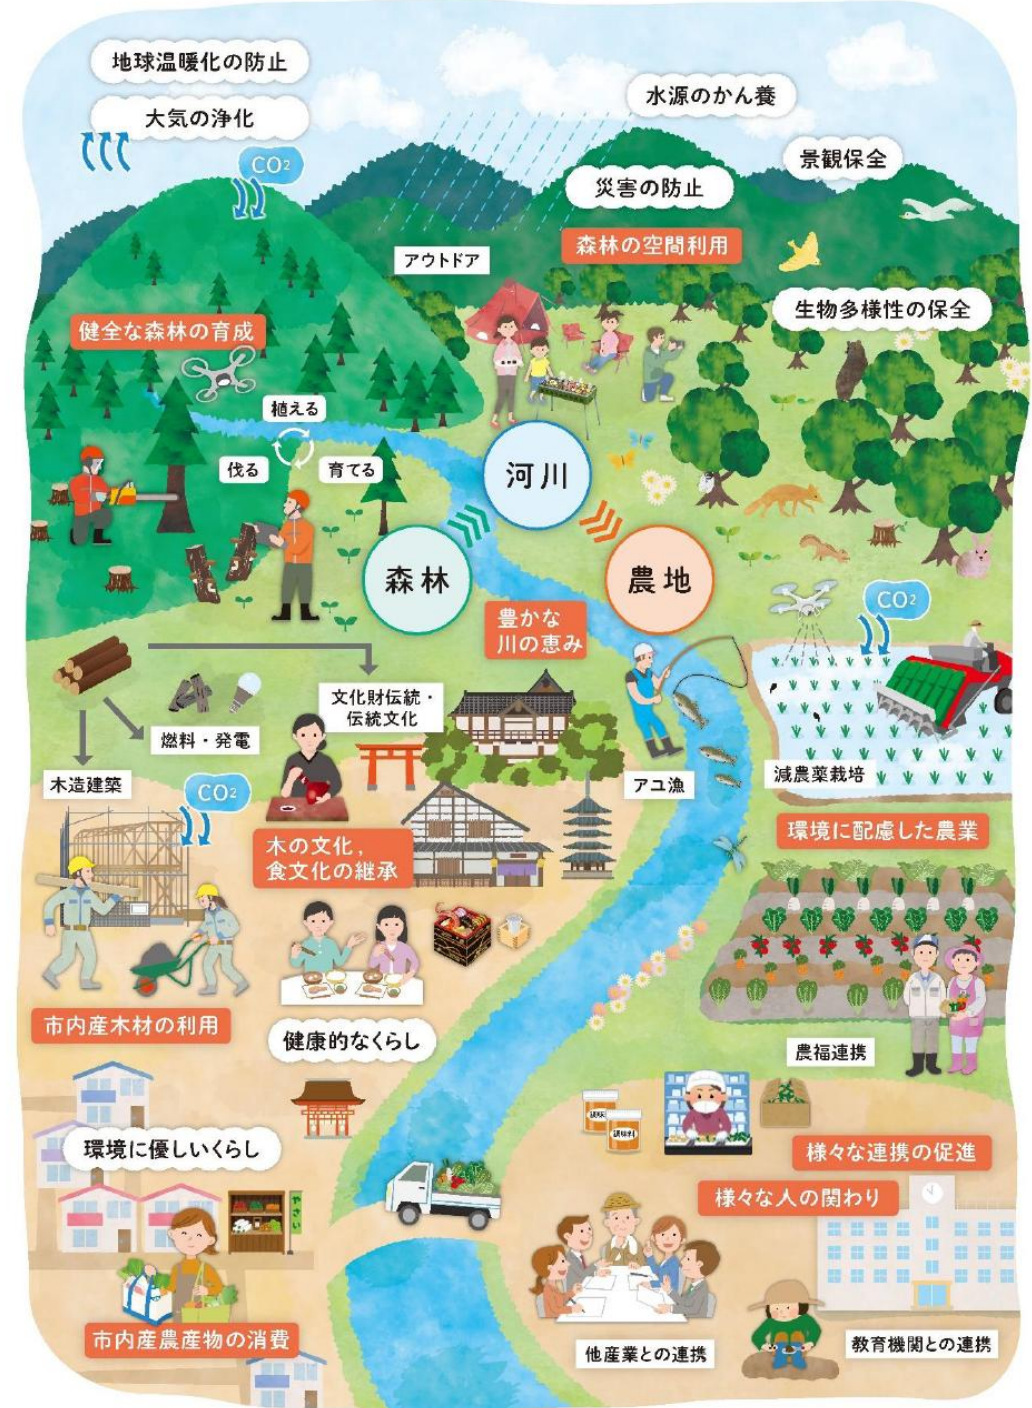 地球温暖化の防止
大気の浄化
CO₂
水源のかん養
景観保全
災害の防止
森林の空間利用
アウトドア
生物多様性の保全
健全な森林の育成
植える
伐る
育てる
河川
森林
農地
豊かな
川の恵み
CO₂
文化財伝統・
伝統文化
燃料・発電
木造建築
CO₂
アユ漁
減農薬栽培
環境に配慮した農業
木の文化,
食文化の継承
市内産木材の利用
健康的なくらし
農福連携
調味料
環境に優しいくらし
様々な連携の促進
様々な人の関わり
やさい
市内産農産物の消費
他産業との連携
教育機関との連携